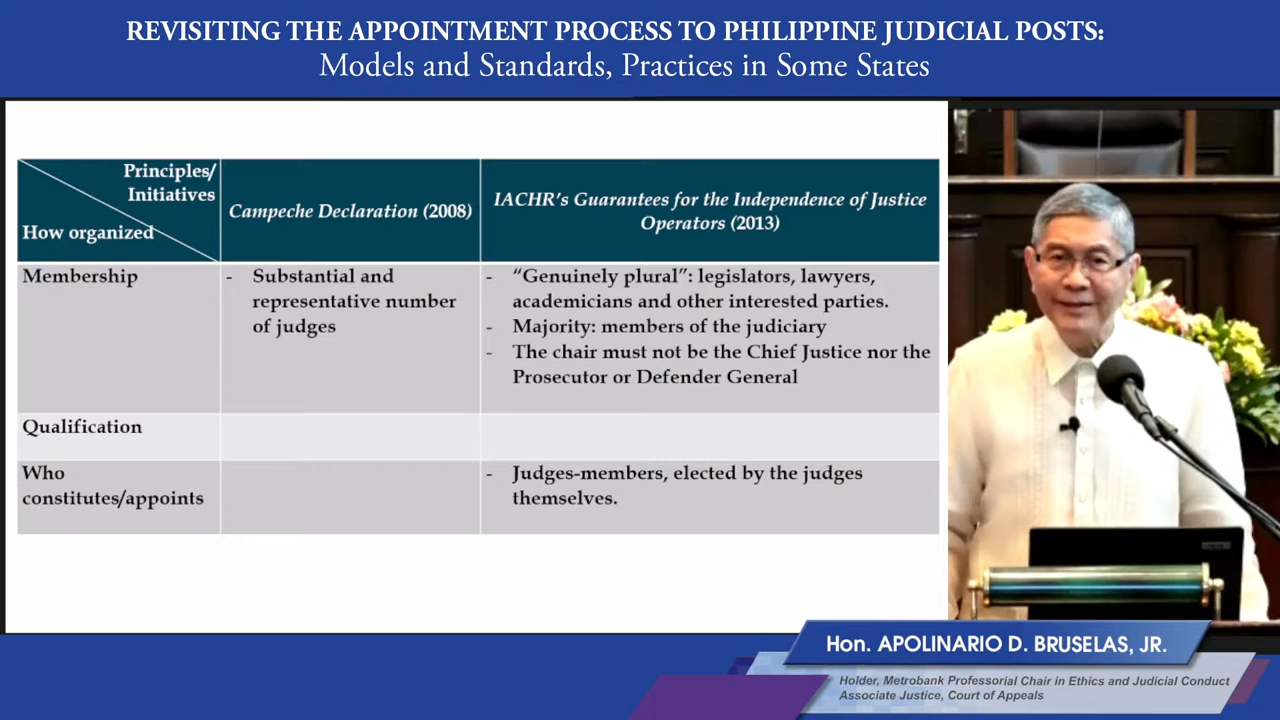 REVISITING THE APPOINTMENT PROCESS TO PHILIPPINE JUDICIAL POSTS:
Models and Standards, Practices in Some States
Principles/
Initiatives
How organized
Campeche Declaration (2008)
IACHR's Guarantees for the Independence of Justice
Operators (2013)
Membership
- Substantial and
representative number
of judges
- “Genuinely plural”: legislators, lawyers,
academicians and other interested parties.
- Majority: members of the judiciary
- The chair must not be the Chief Justice nor the
Prosecutor or Defender General
Qualification
Who
constitutes/appoints
- Judges-members, elected by the judges
themselves.
Hon. APOLINARIO D. BRUSELAS, JR.
Holder, Metrobank Professorial Chair in Ethics and Judicial Conduct
Associate Justice, Court of Appeals